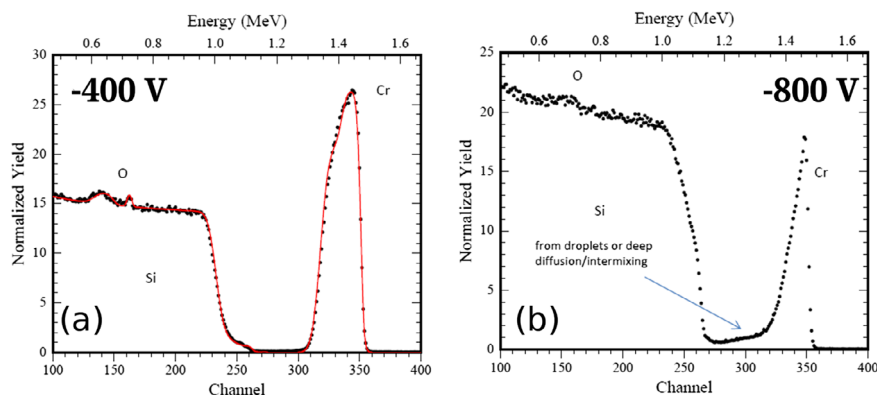 Energy (MeV)
0.6 0.8 1.0 1.2 1.4 1.6
30
25
20
15
10
5
0
Normalized Yield
-400 V
Cr
O
Si
(a)
100 150 200 250 300 350 400
Channel
Energy (MeV)
0.6 0.8 1.0 1.2 1.4 1.6
25
20
15
10
5
0
Normalized Yield
O
-800 V
Cr
Si
from droplets or deep
diffusion/intermixing
(b)
100 150 200 250 300 350 400
Channel